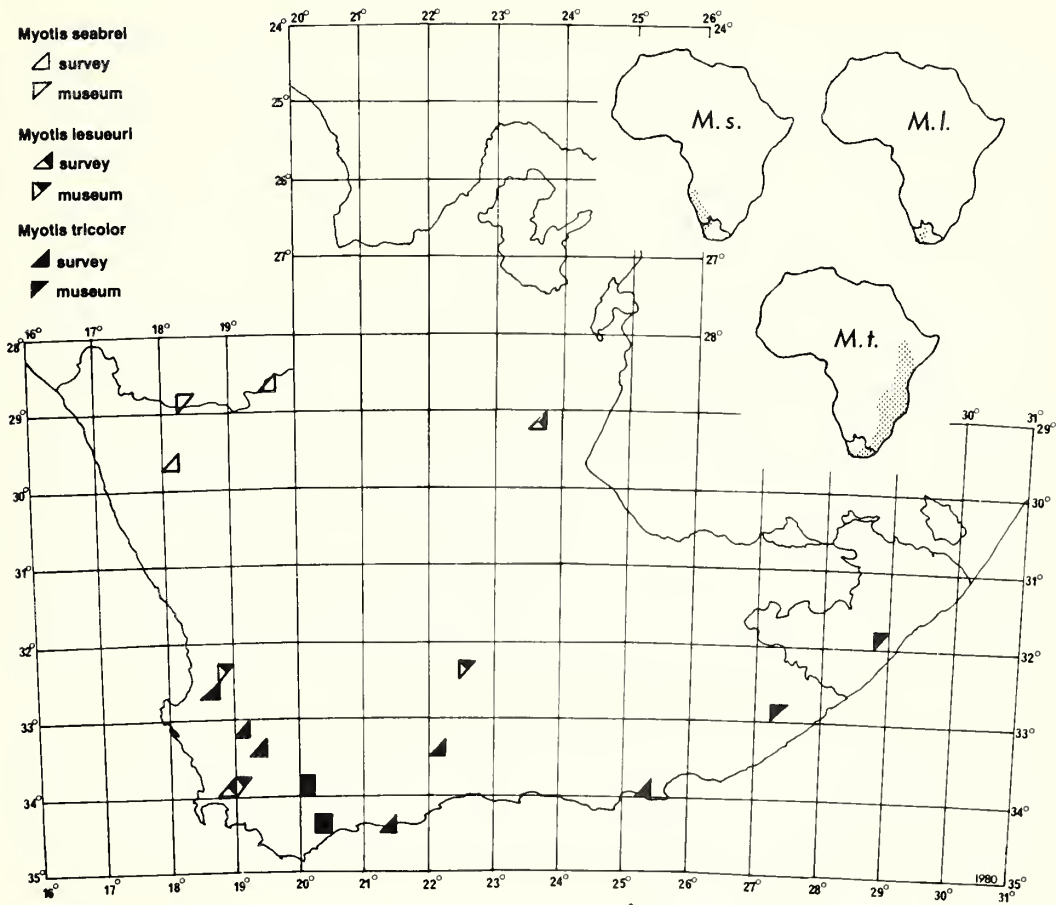 Myotis seabrei
survey
museum
Myotis lesueuri
survey
museum
Myotis tricolor
survey
museum
M.s.
M.l.
M.t.
20° 21° 22° 23° 24° 25° 26°
24° 24°
25° 25°
26° 26°
27° 27°
16° 17° 18° 19°
28° 28°
30° 31°
29° 29°
30° 30°
31° 31°
32° 32°
33° 33°
34° 34°
35° 35°
1980
16° 17° 18° 19° 20° 21° 22° 23° 24° 25° 26° 27° 28° 29° 30° 31°